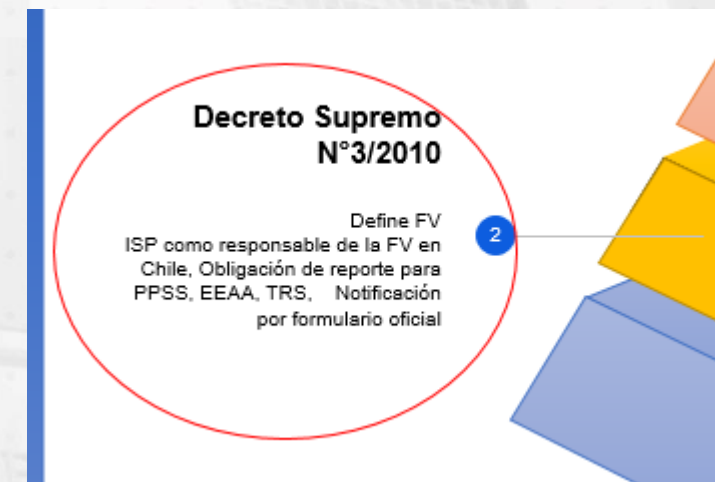 Decreto Supremo
N°3/2010
Define FV
ISP como responsable de la FV en
Chile, Obligación de reporte para
PPSS, EEAA, TRS, Notificación
por formulario oficial
2